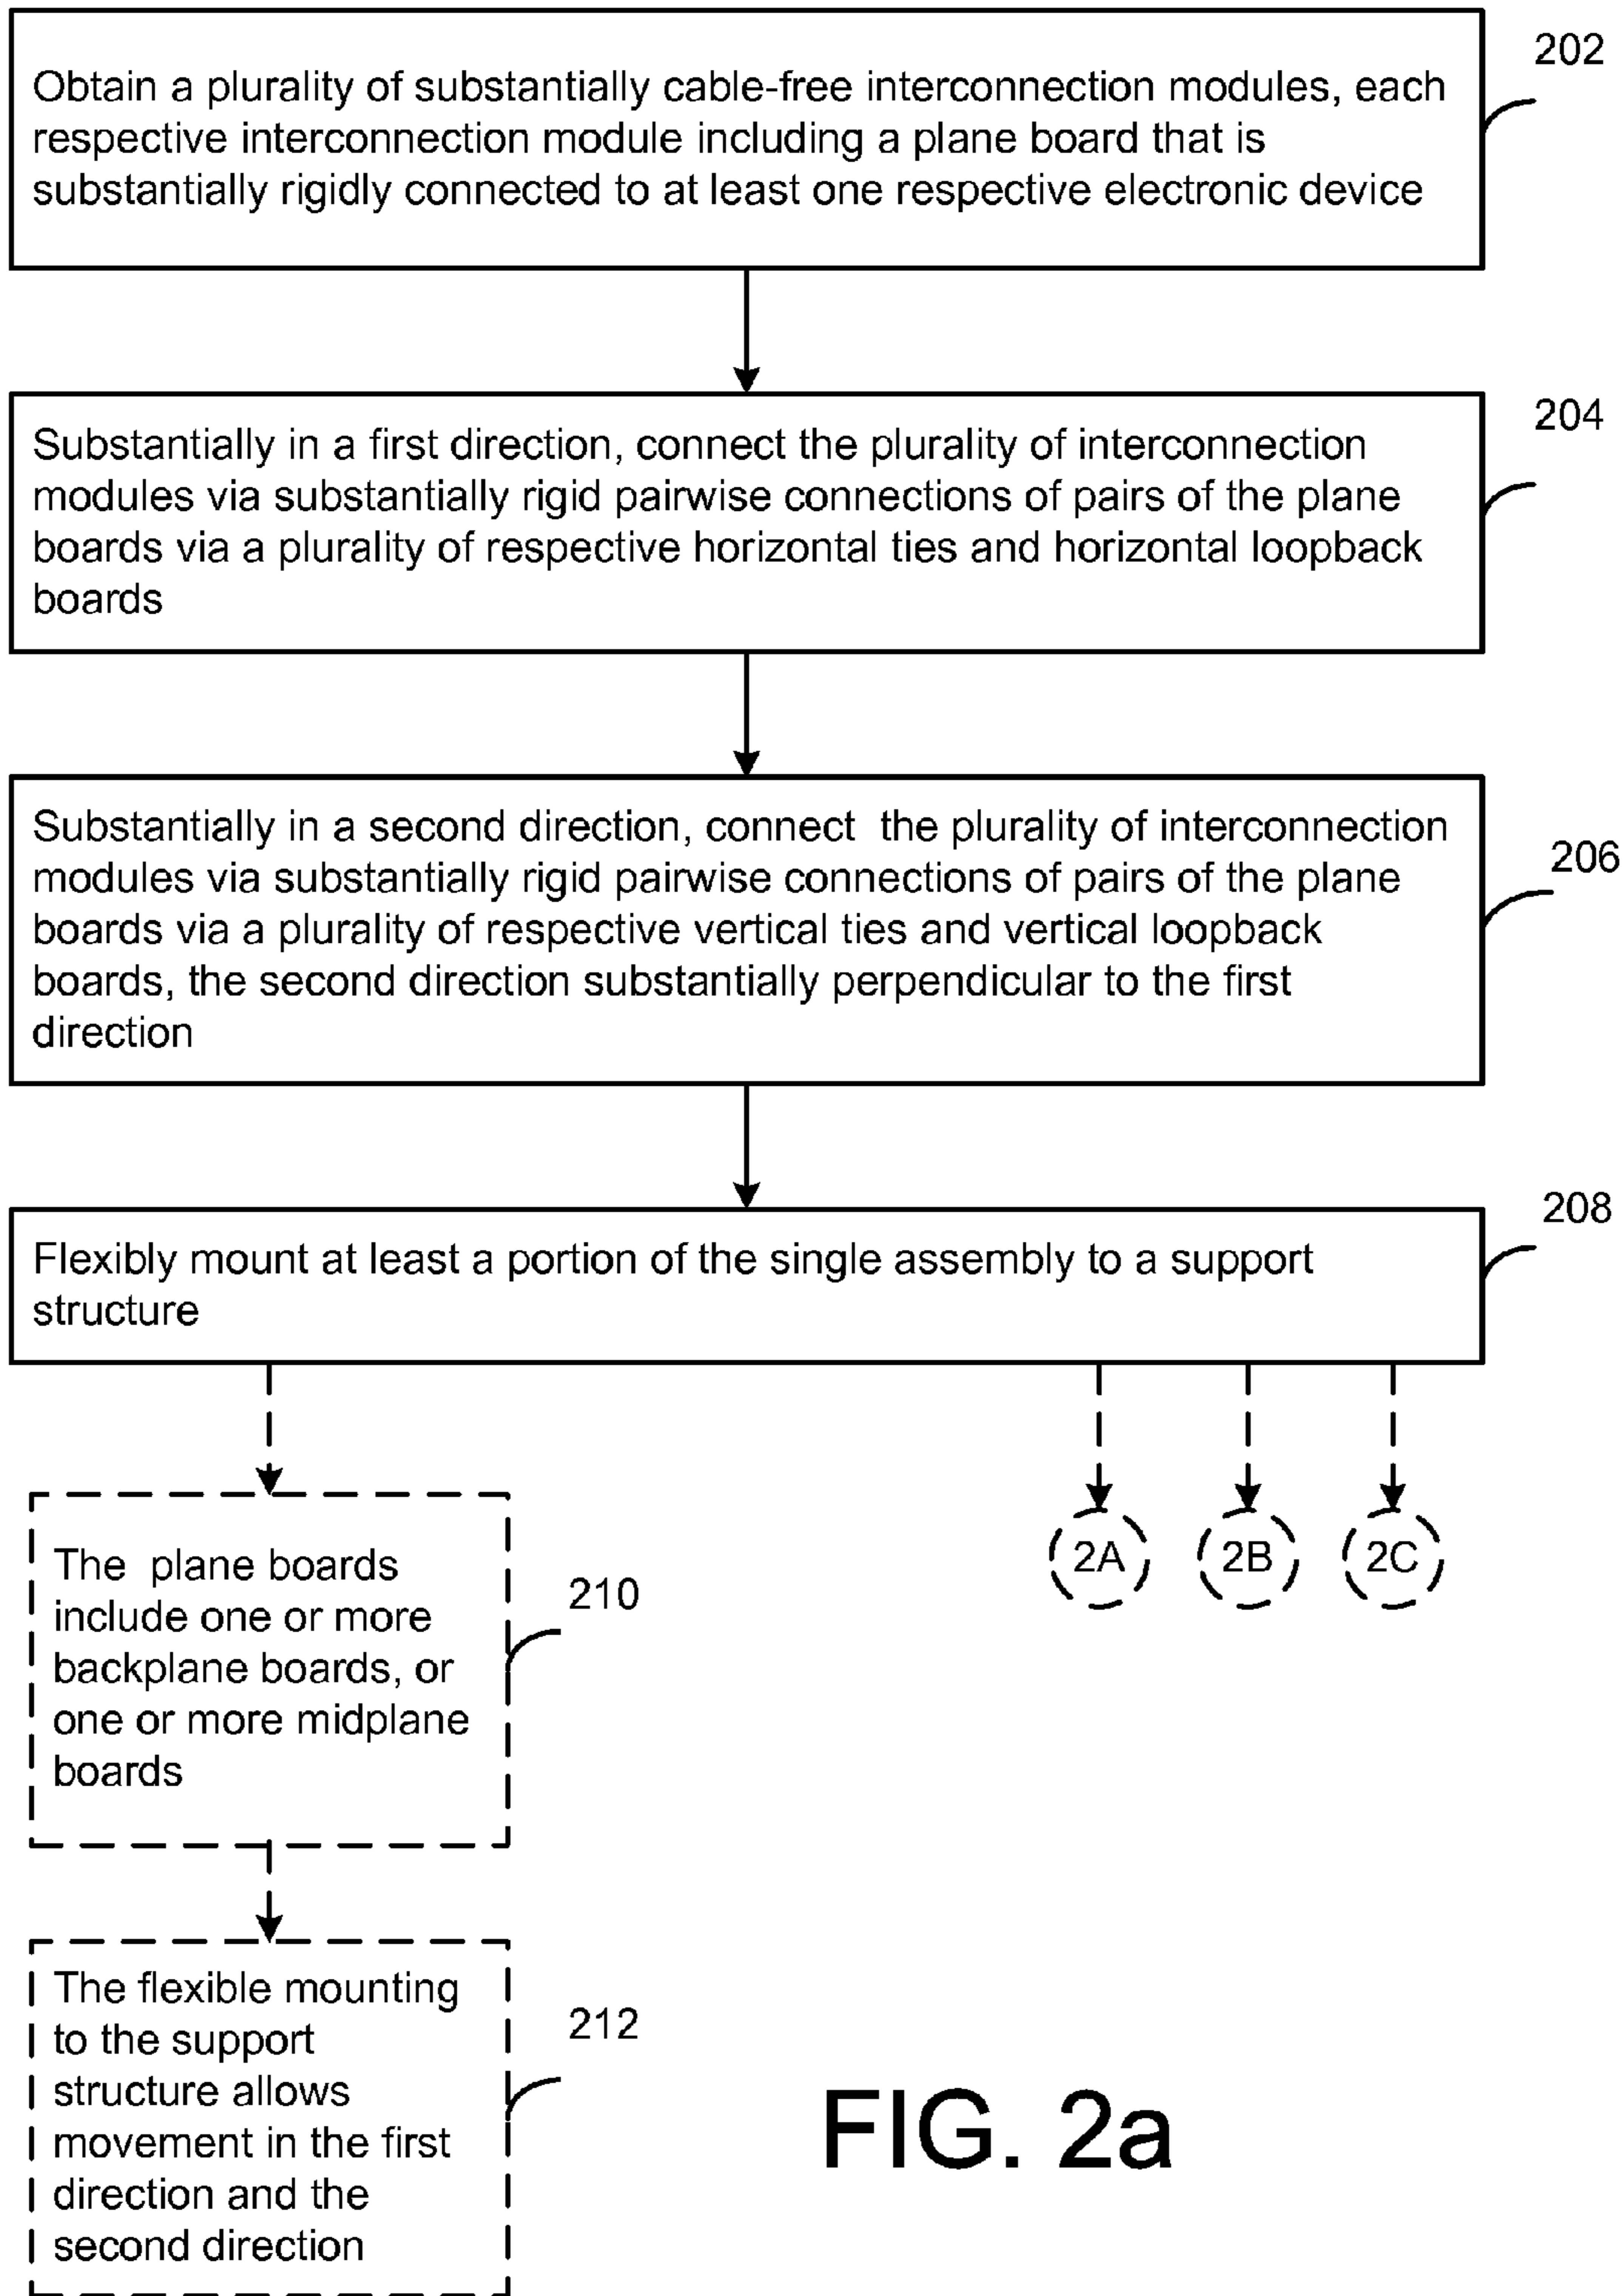 202
Obtain a plurality of substantially cable-free interconnection modules, each
respective interconnection module including a plane board that is
substantially rigidly connected to at least one respective electronic device
204
Substantially in a first direction, connect the plurality of interconnection
modules via substantially rigid pairwise connections of pairs of the plane
boards via a plurality of respective horizontal ties and horizontal loopback
boards
206
Substantially in a second direction, connect  the plurality of interconnection
modules via substantially rigid pairwise connections of pairs of the plane
boards via a plurality of respective vertical ties and vertical loopback
boards, the second direction substantially perpendicular to the first
direction
208
Flexibly mount at least a portion of the single assembly to a support
structure
2A
2B
2C
The  plane boards
include one or more
backplane boards, or
one or more midplane
boards
210
The flexible mounting
to the support
structure allows
movement in the first
direction and the
second direction
212
FIG. 2a